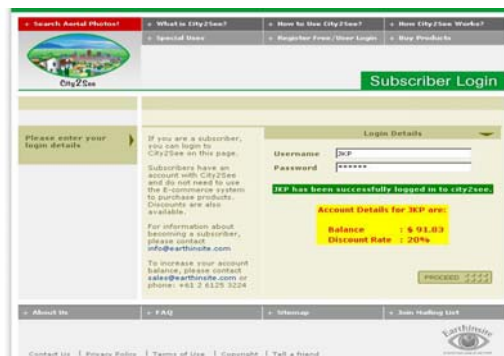 Search Aerial Photos!
What is City2See?
How to Use City2See?
How City2See Works?
Special Uses
Register Free/User Login
Buy Products
City2See
Subscriber Login
Please enter your
login details
If you are a subscriber,
you can login to
City2See on this page.
Subscribers have an
account with City2See
and do not need to use
the E-commerce system
to purchase products.
Discounts are also
available.
For information about
becoming a subscriber,
please contact
info@earthinsite.com
To increase your account
balance, please contact
sales@earthinsite.com or
phone: +61 2 6125 3224
Login Details
Username JKP
Password ******
JKP has been successfully logged in to city2see.
Account Details for JKP are:
Balance : $ 91.83
Discount Rate : 20%
PROCEED
About Us
FAQ
Sitemap
Join Mailing List
Earthinsite
Contact Us | Privacy Policy | Terms of Use | Copyright | Tell a friend